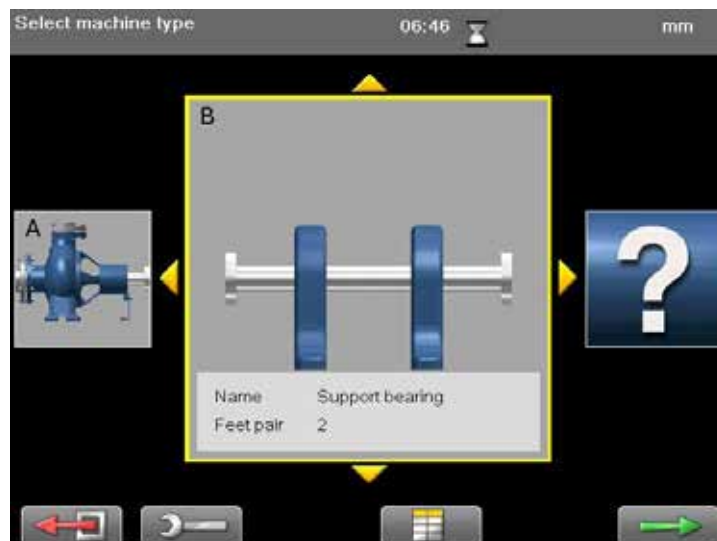 Select machine type 06:46 mm
B
A
?
Name Support bearing
Feet pair 2